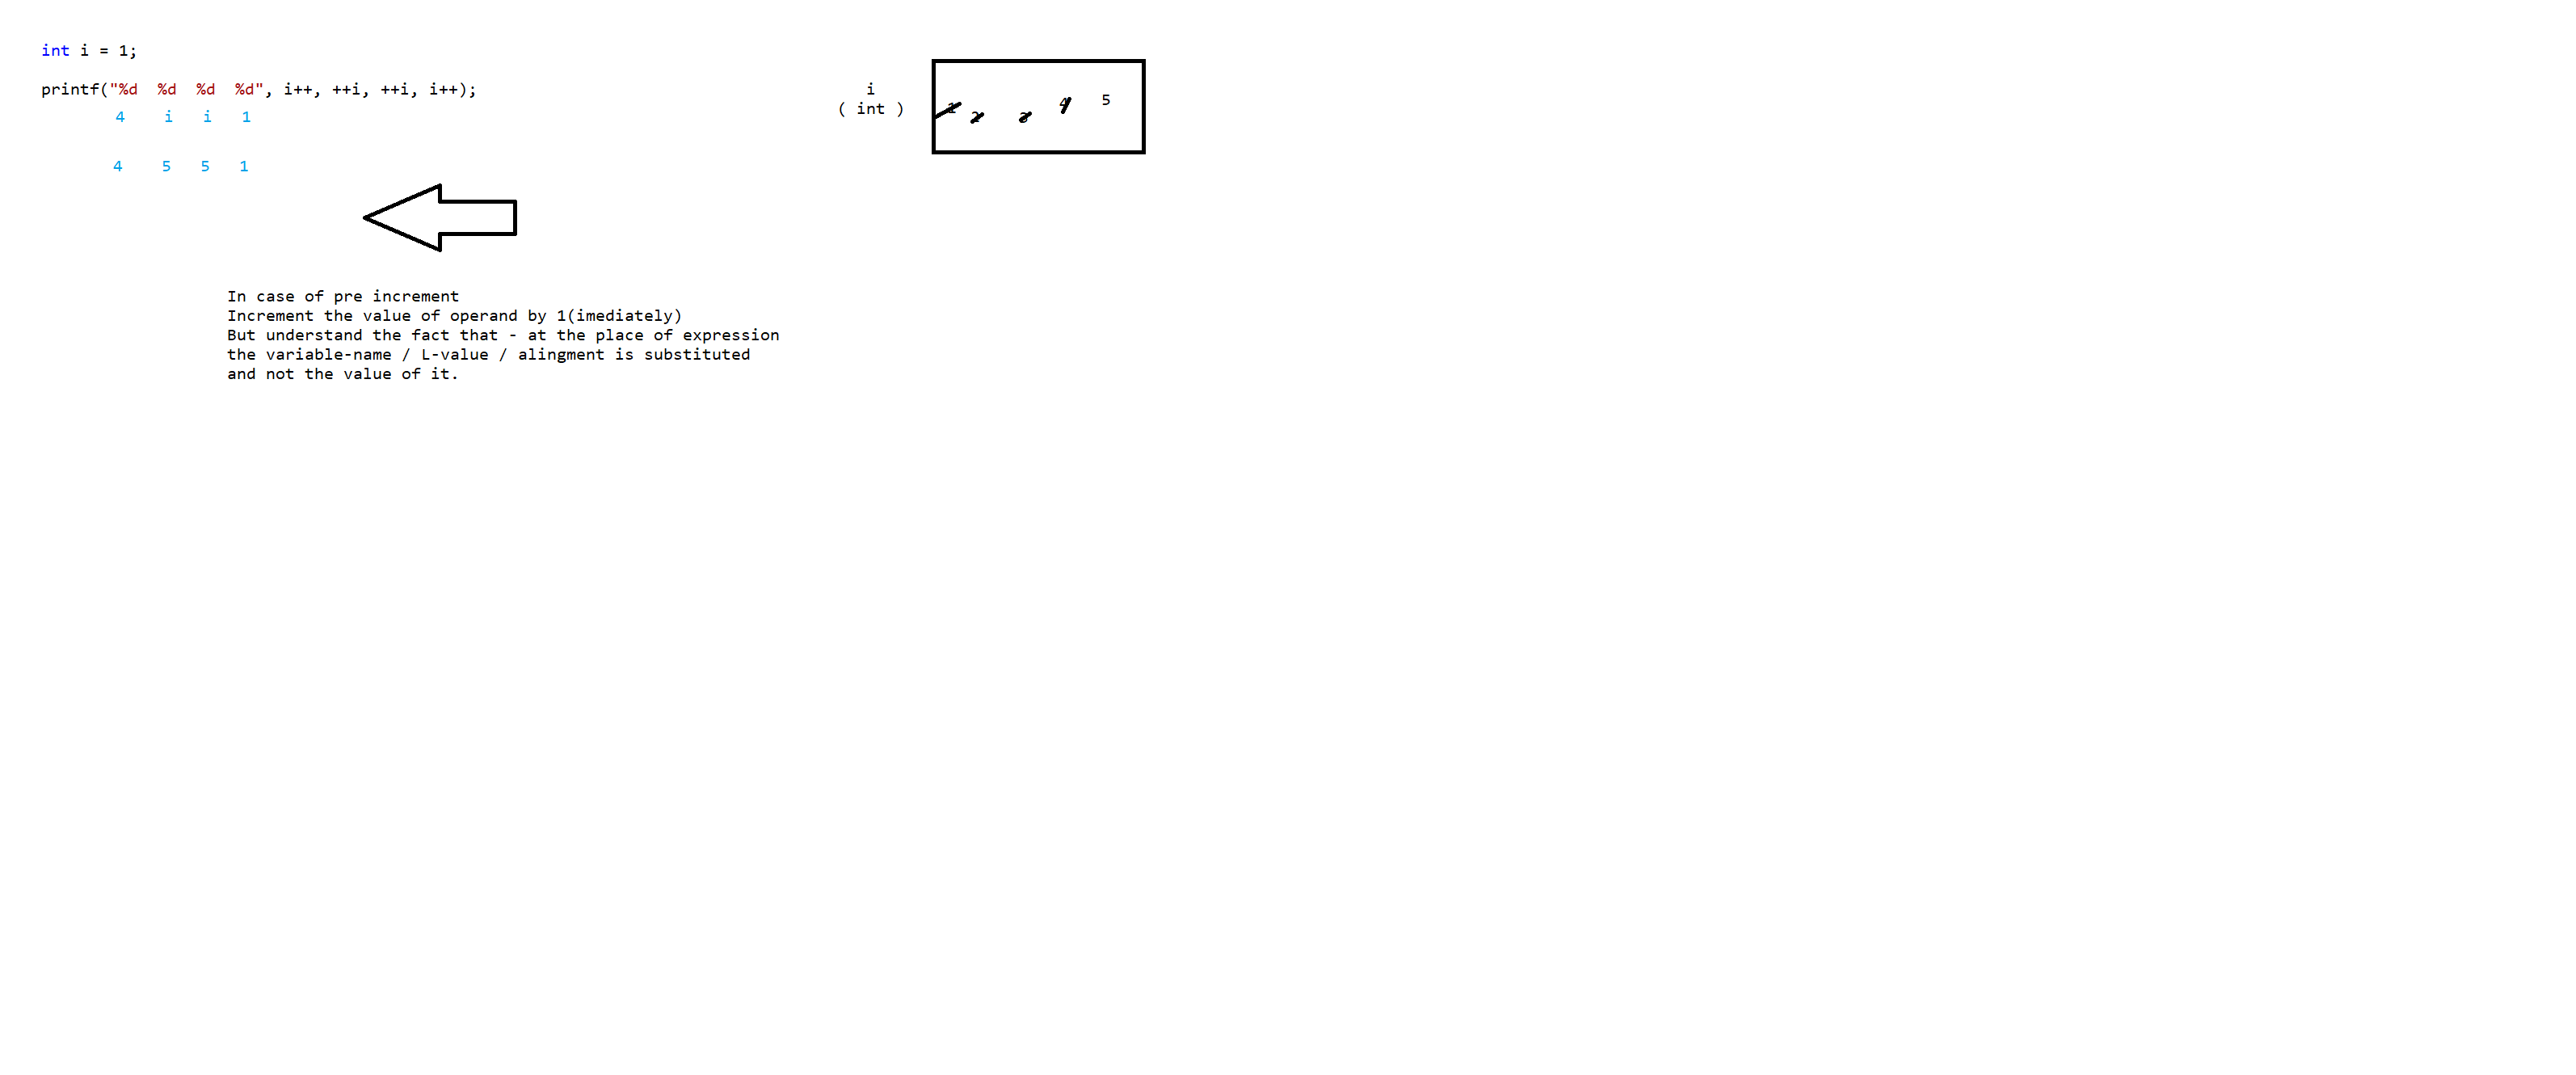 int i = 1;
printf("%d  %d  %d  %d", i++, ++i, ++i, i++);
4 i i 1
4 5 5 1
i
( int )
1 2 3 4 5
In case of pre increment
Increment the value of operand by 1(imediately)
But understand the fact that - at the place of expression
the variable-name / L-value / alingment is substituted
and not the value of it.